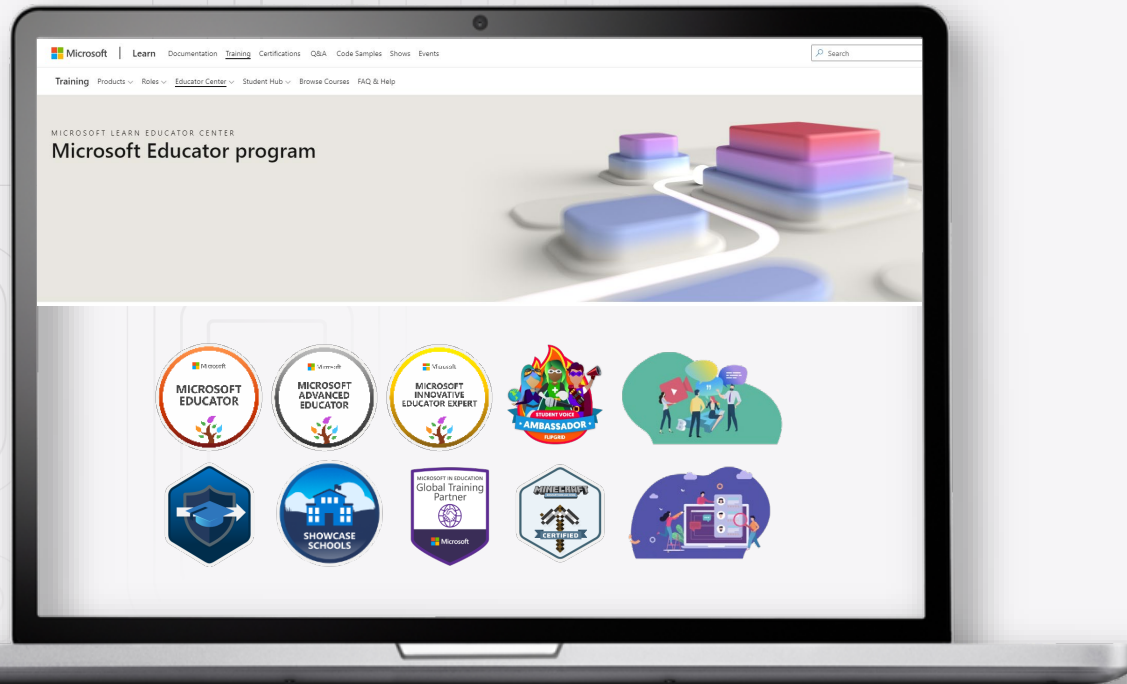 Microsoft | Learn Documentation Training Certifications Q&A Code Samples Shows Events
Search
Training Products Roles Educator Center Student Hub Browse Courses FAQ & Help
MICROSOFT LEARN EDUCATOR CENTER
Microsoft Educator program
Microsoft
MICROSOFT
EDUCATOR
Microsoft
MICROSOFT
ADVANCED
EDUCATOR
Microsoft
MICROSOFT
INNOVATIVE
EDUCATOR EXPERT
STUDENT VOICE
AMBASSADOR
FLIPGRID
SHOWCASE
SCHOOLS
MICROSOFT IN EDUCATION
Global Training
Partner
Microsoft
MINECRAFT
CERTIFIED